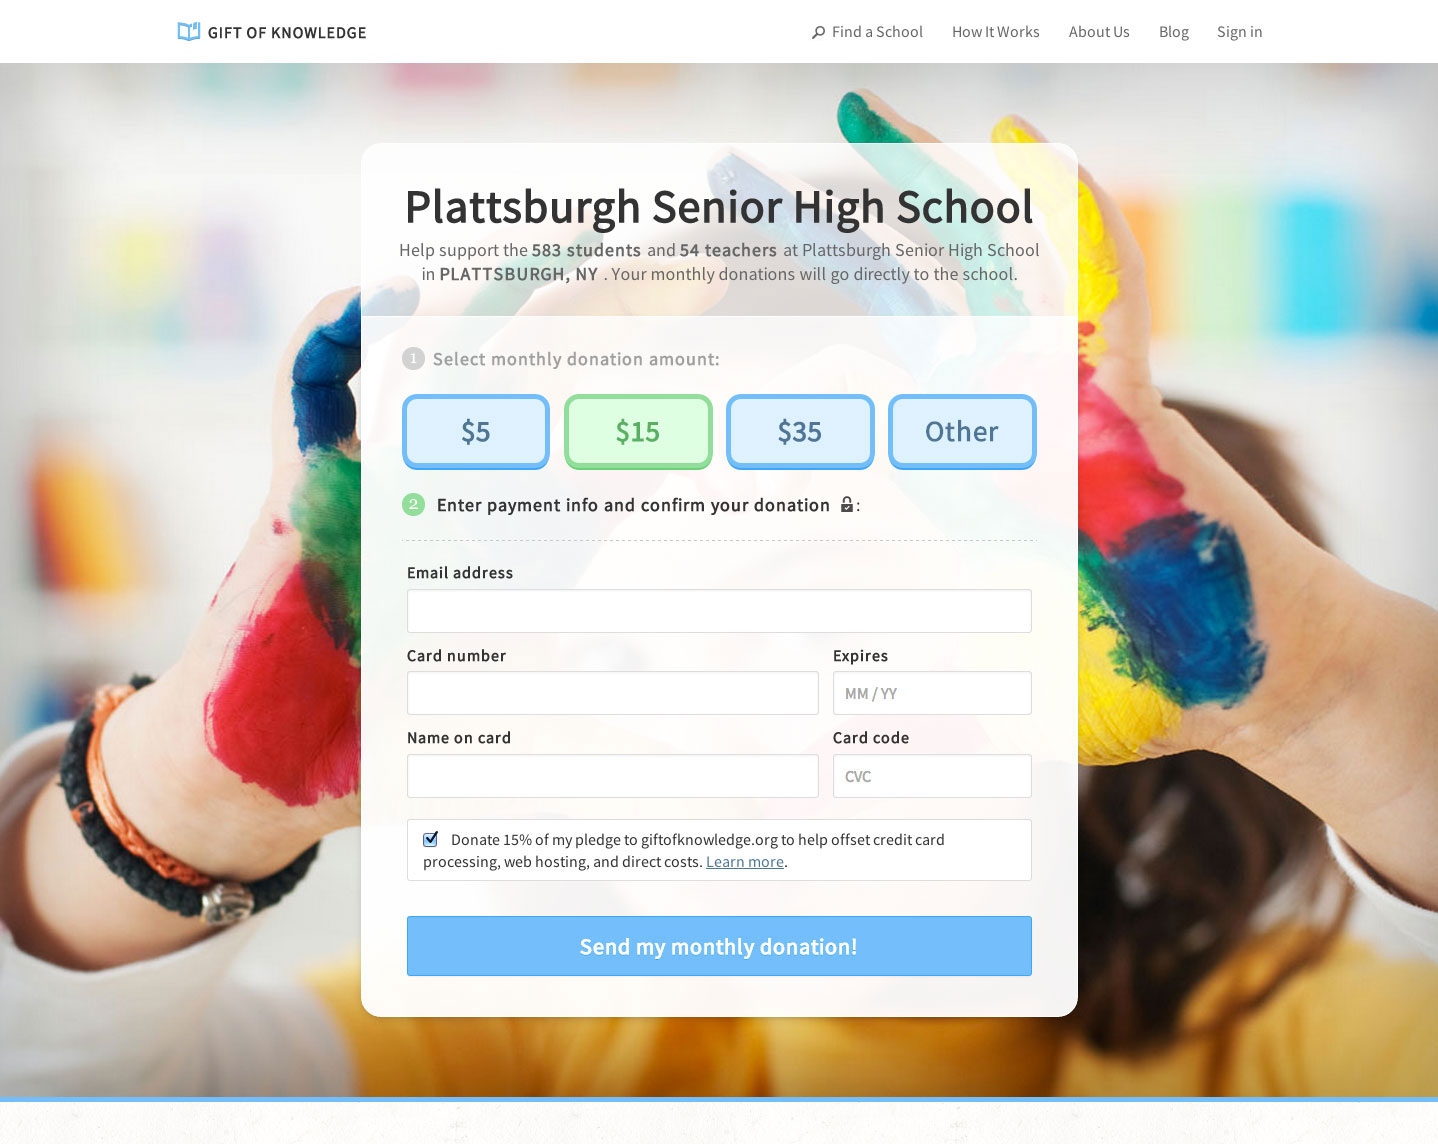 GIFT OF KNOWLEDGE
Find a School How It Works About Us Blog Sign in
Plattsburgh Senior High School
Help support the 583 students and 54 teachers at Plattsburgh Senior High School
in PLATTSBURGH, NY . Your monthly donations will go directly to the school.
1 Select monthly donation amount:
$5 $15 $35 Other
2 Enter payment info and confirm your donation :
Email address
Card number Expires
MM / YY
Name on card Card code
CVC
Donate 15% of my pledge to giftofknowledge.org to help offset credit card
processing, web hosting, and direct costs. Learn more.
Send my monthly donation!